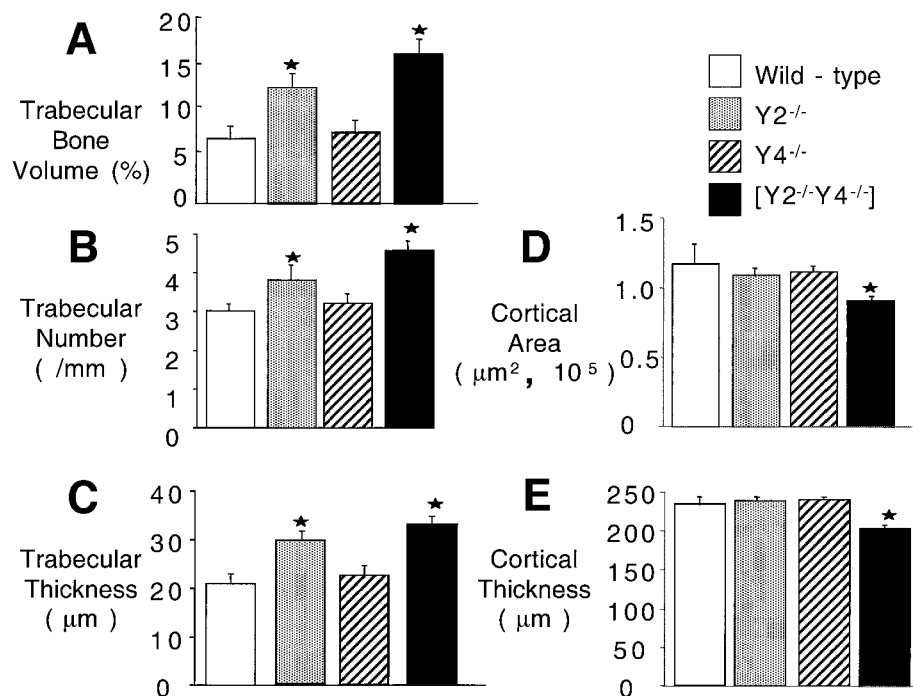 A
Trabecular
Bone
Volume (%)
20
15
10
5
0
Wild - type
Y2-/-
Y4-/-
[Y2-/-Y4-/-]
B
Trabecular
Number
( /mm )
5
4
3
2
1
0
D
Cortical
Area
( μm², 10⁵)
1.5
1.0
0.5
0
C
Trabecular
Thickness
( μm )
40
30
20
10
0
E
Cortical
Thickness
( μm )
250
200
150
100
50
0